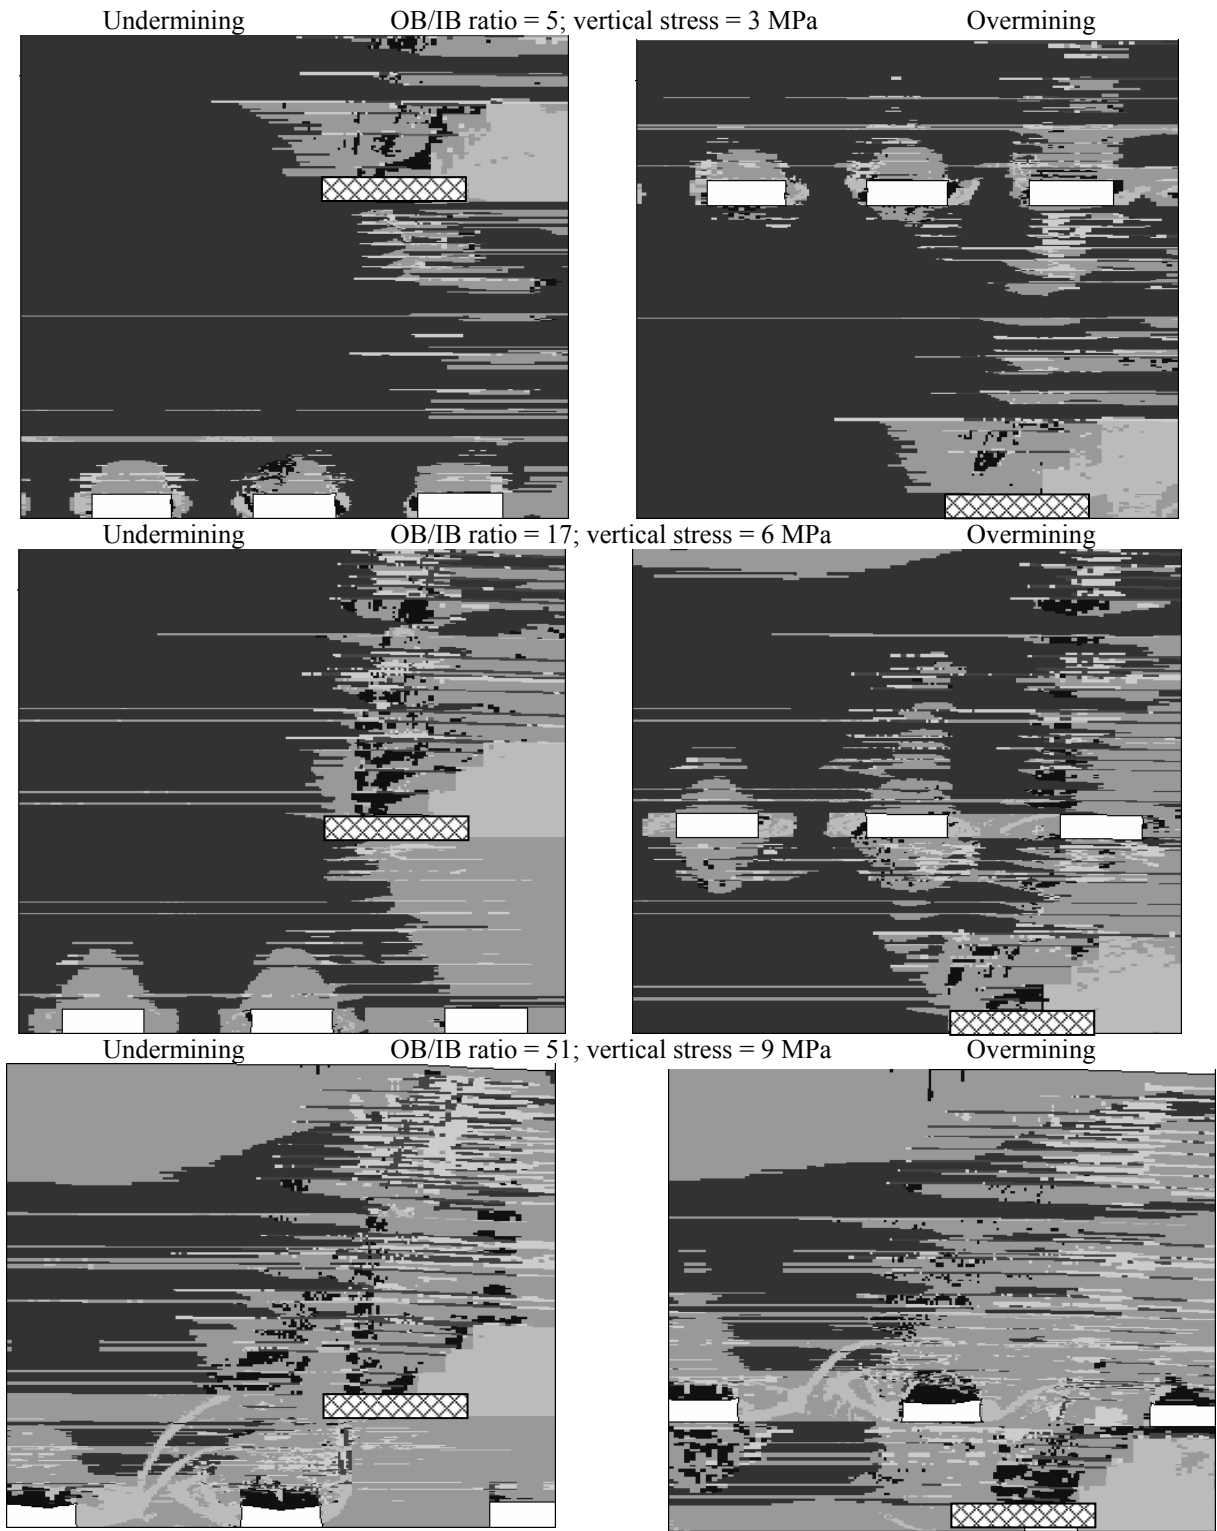 Undermining OB/IB ratio = 5; vertical stress = 3 MPa Overmining
Undermining OB/IB ratio = 17; vertical stress = 6 MPa Overmining
Undermining OB/IB ratio = 51; vertical stress = 9 MPa Overmining